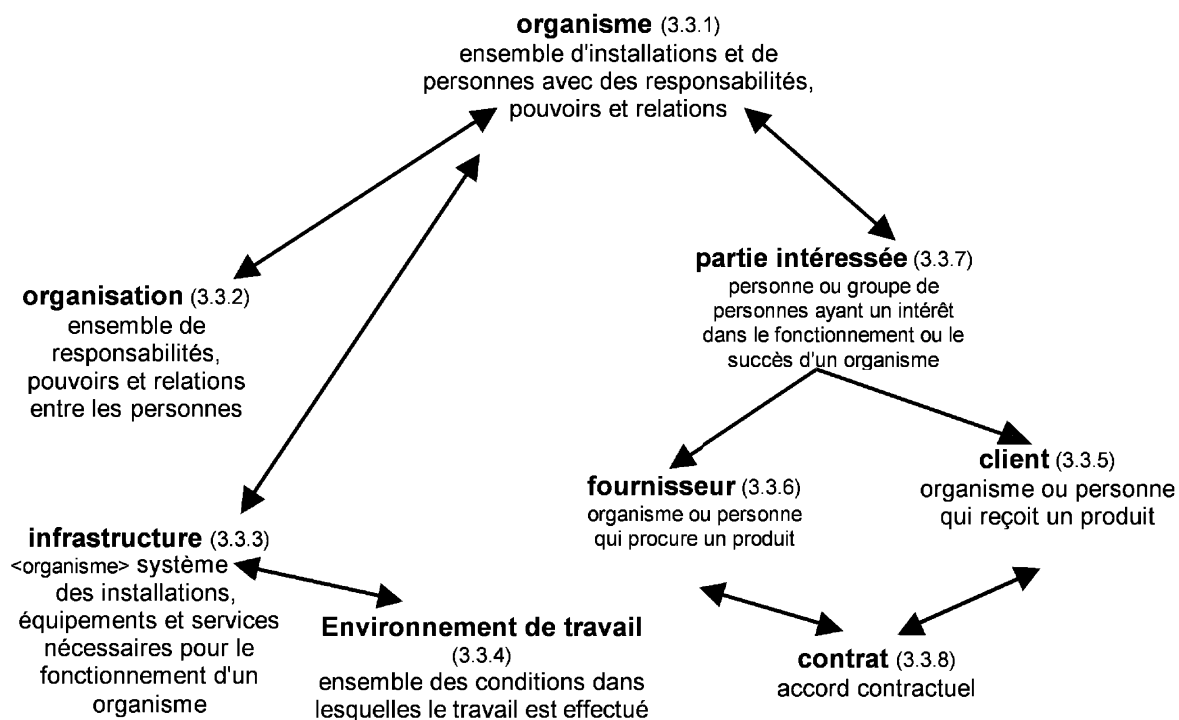 organisme (3.3.1)
ensemble d'installations et de
personnes avec des responsabilités,
pouvoirs et relations
organisation (3.3.2)
ensemble de
responsabilités,
pouvoirs et relations
entre les personnes
partie intéressée (3.3.7)
personne ou groupe de
personnes ayant un intérêt
dans le fonctionnement ou le
succès d'un organisme
infrastructure (3.3.3)
<organisme> système
des installations,
équipements et services
nécessaires pour le
fonctionnement d'un
organisme
Environnement de travail
(3.3.4)
ensemble des conditions dans
lesquelles le travail est effectué
fournisseur (3.3.6)
organisme ou personne
qui procure un produit
client (3.3.5)
organisme ou personne
qui reçoit un produit
contrat (3.3.8)
accord contractuel